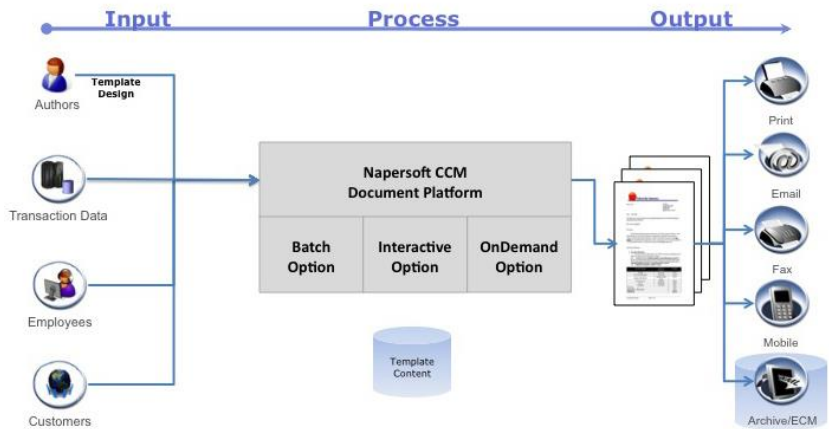 Input
Process
Output
Authors
Template
Design
Transaction Data
Employees
Customers
Napersoft CCM
Document Platform
Batch
Option
Interactive
Option
OnDemand
Option
Template
Content
Print
Email
Fax
Mobile
Archive/ECM